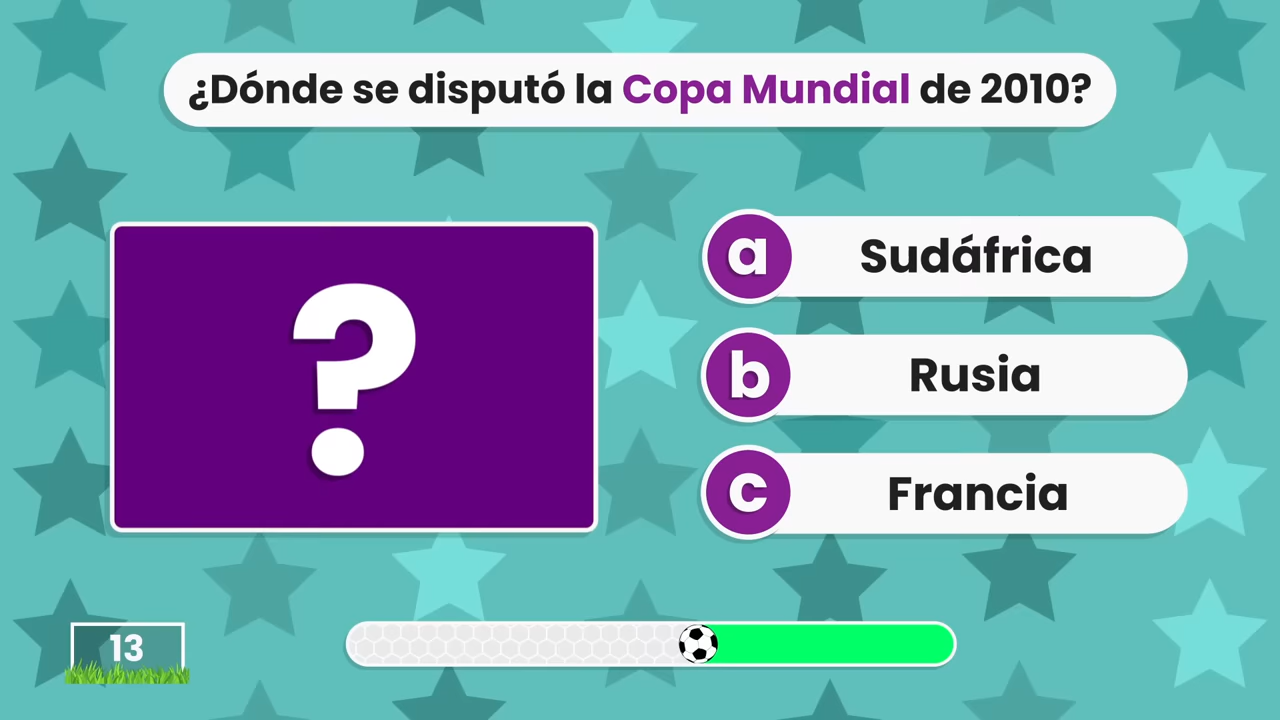 ¿Dónde se disputó la Copa Mundial de 2010?
?
a Sudáfrica
b Rusia
c Francia
13